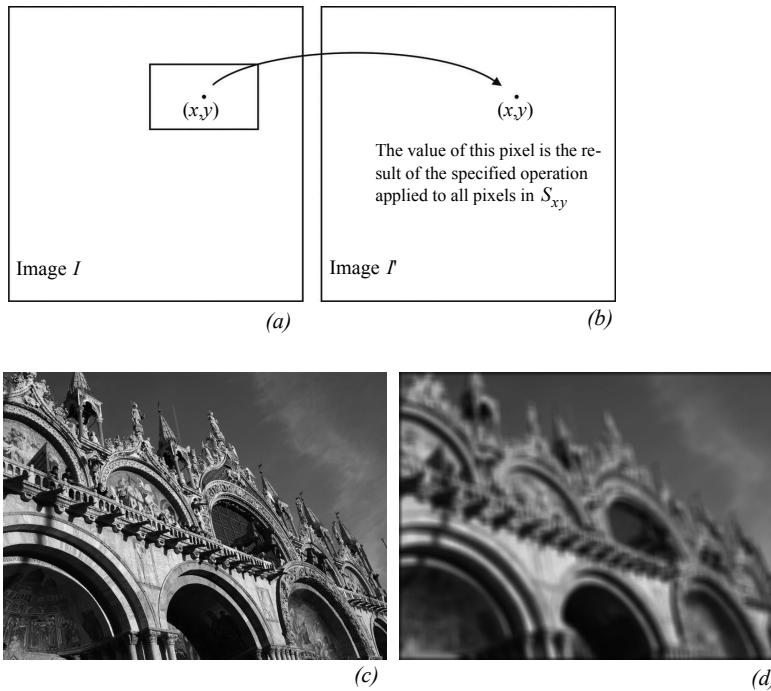 (x,y)
(x,y)
The value of this pixel is the re-
sult of the specified operation
applied to all pixels in Sxy
Image I
Image I'
(a)
(b)
(c)
(d)